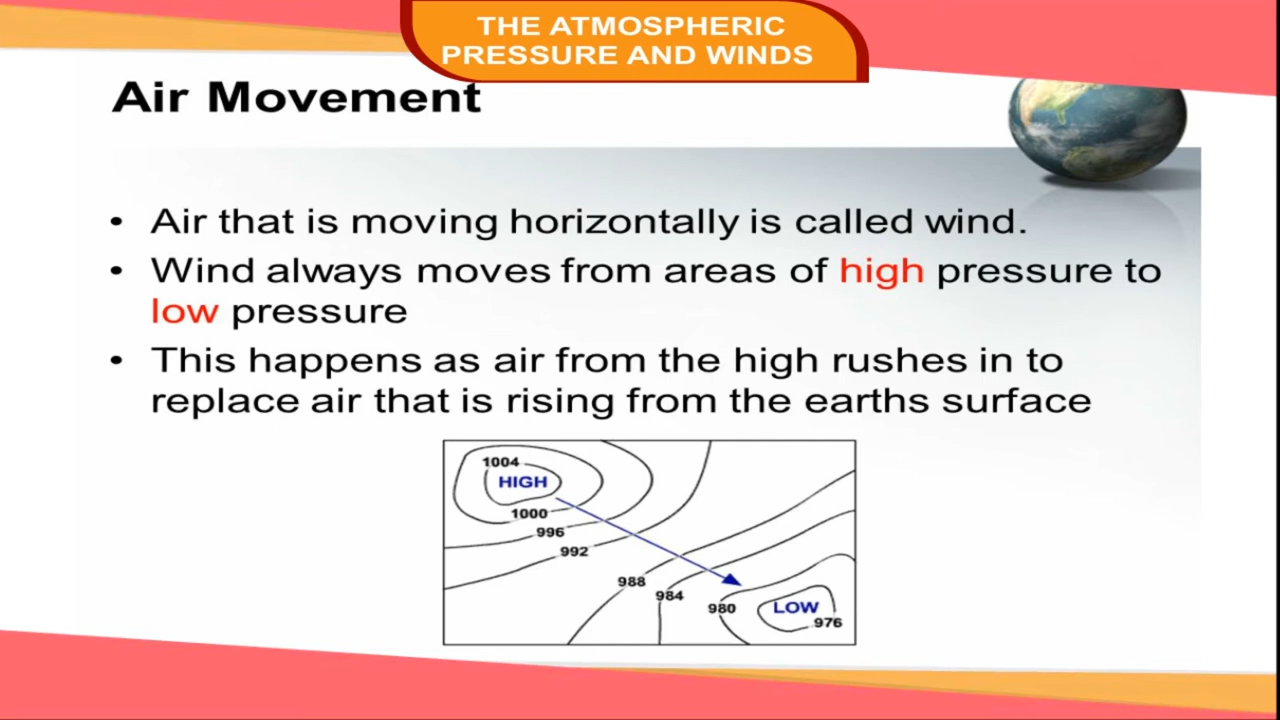 THE ATMOSPHERIC
PRESSURE AND WINDS
Air Movement
• Air that is moving horizontally is called wind.
• Wind always moves from areas of high pressure to
low pressure
• This happens as air from the high rushes in to
replace air that is rising from the earths surface
1004
HIGH
1000
996
992
988
984
980
LOW
976